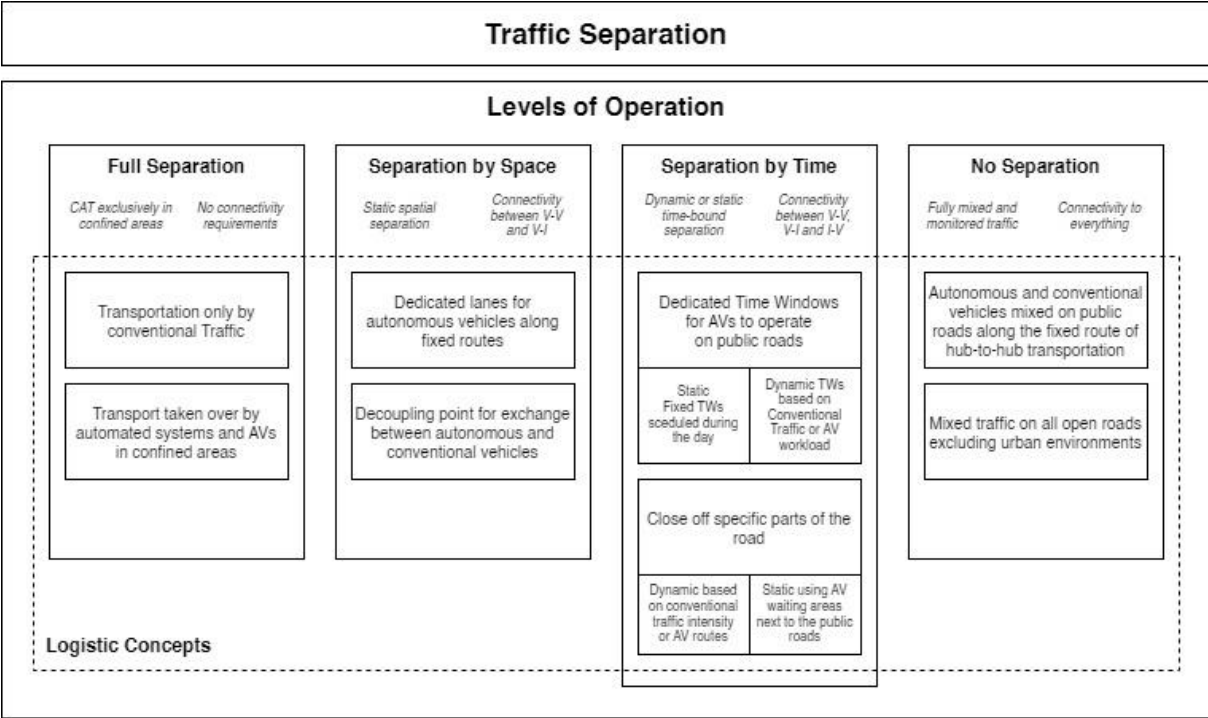 Traffic Separation
Levels of Operation
Full Separation
CAT exclusively in
confined areas
No connectivity
requirements
Transportation only by
conventional Traffic
Transport taken over by
automated systems and AVs
in confined areas
Separation by Space
Static spatial
separation
Connectivity
between V-V
and V-I
Dedicated lanes for
autonomous vehicles along
fixed routes
Decoupling point for exchange
between autonomous and
conventional vehicles
Separation by Time
Dynamic or static
time-bound
separation
Connectivity
between V-V,
V-I and I-V
Dedicated Time Windows
for AVs to operate
on public roads
Static
Fixed TWs
sceduled during
the day
Dynamic TWs
based on
Conventional
Traffic or AV
workload
Close off specific parts of the
road
Dynamic based
on conventional
traffic intensity
or AV routes
Static using AV
waiting areas
next to the public
roads
No Separation
Fully mixed and
monitored traffic
Connectivity to
everything
Autonomous and conventional
vehicles mixed on public
roads along the fixed route of
hub-to-hub transportation
Mixed traffic on all open roads
excluding urban environments
Logistic Concepts